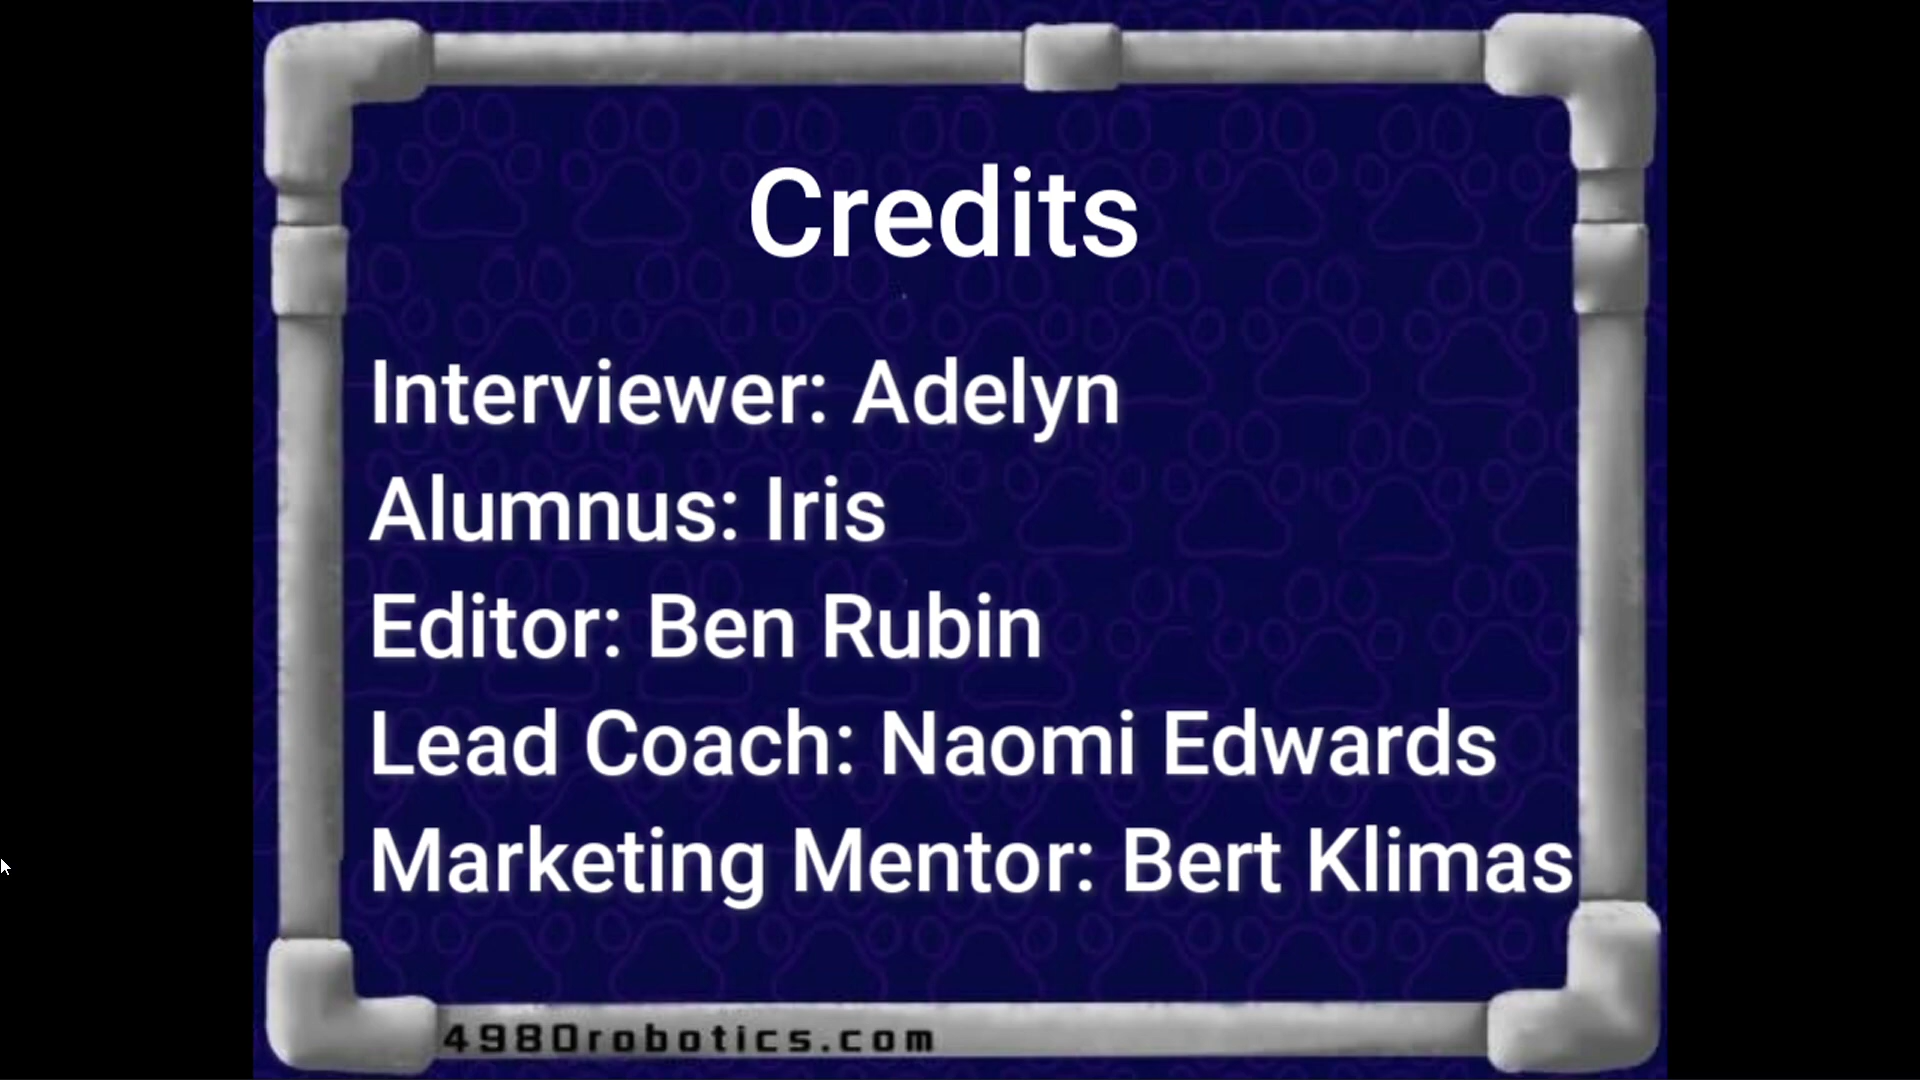 Credits
Interviewer: Adelyn
Alumnus: Iris
Editor: Ben Rubin
Lead Coach: Naomi Edwards
Marketing Mentor: Bert Klimas
4980robotics.com